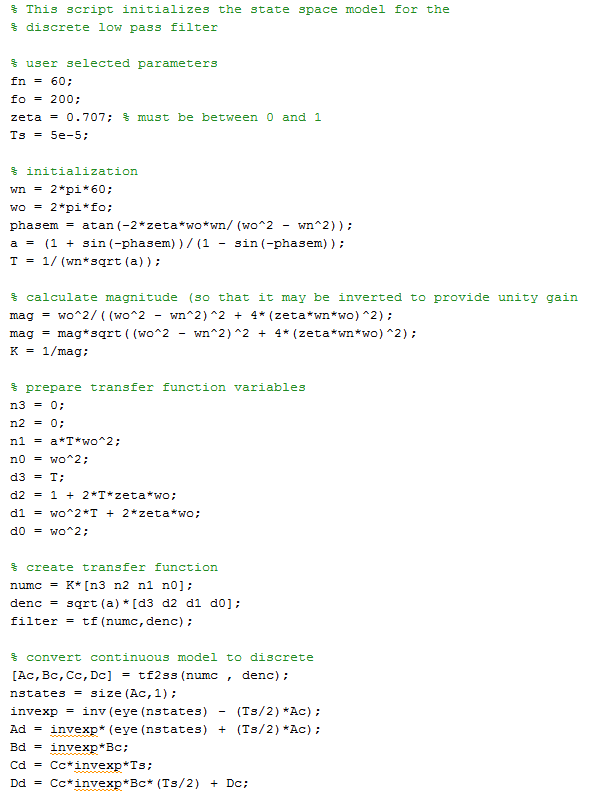 % This script initializes the state space model for the
% discrete low pass filter
% user selected parameters
fn = 60;
fo = 200;
zeta = 0.707; % must be between 0 and 1
Ts = 5e-5;
% initialization
wn = 2*pi*60;
wo = 2*pi*fo;
phasem = atan(-2*zeta*wo*wn/(wo^2 - wn^2));
a = (1 + sin(-phasem))/(1 - sin(-phasem));
T = 1/(wn*sqrt(a));
% calculate magnitude (so that it may be inverted to provide unity gain
mag = wo^2/((wo^2 - wn^2)^2 + 4*(zeta*wn*wo)^2);
mag = mag*sqrt((wo^2 - wn^2)^2 + 4*(zeta*wn*wo)^2);
K = 1/mag;
% prepare transfer function variables
n3 = 0;
n2 = 0;
n1 = a*T*wo^2;
n0 = wo^2;
d3 = T;
d2 = 1 + 2*T*zeta*wo;
d1 = wo^2*T + 2*zeta*wo;
d0 = wo^2;
% create transfer function
numc = K*[n3 n2 n1 n0];
denc = sqrt(a)*[d3 d2 d1 d0];
filter = tf(numc,denc);
% convert continuous model to discrete
[Ac,Bc,Cc,Dc] = tf2ss(numc , denc);
nstates = size(Ac,1);
invexp = inv(eye(nstates) - (Ts/2)*Ac);
Ad = invexp*(eye(nstates) + (Ts/2)*Ac);
Bd = invexp*Bc;
Cd = Cc*invexp*Ts;
Dd = Cc*invexp*Bc*(Ts/2) + Dc;